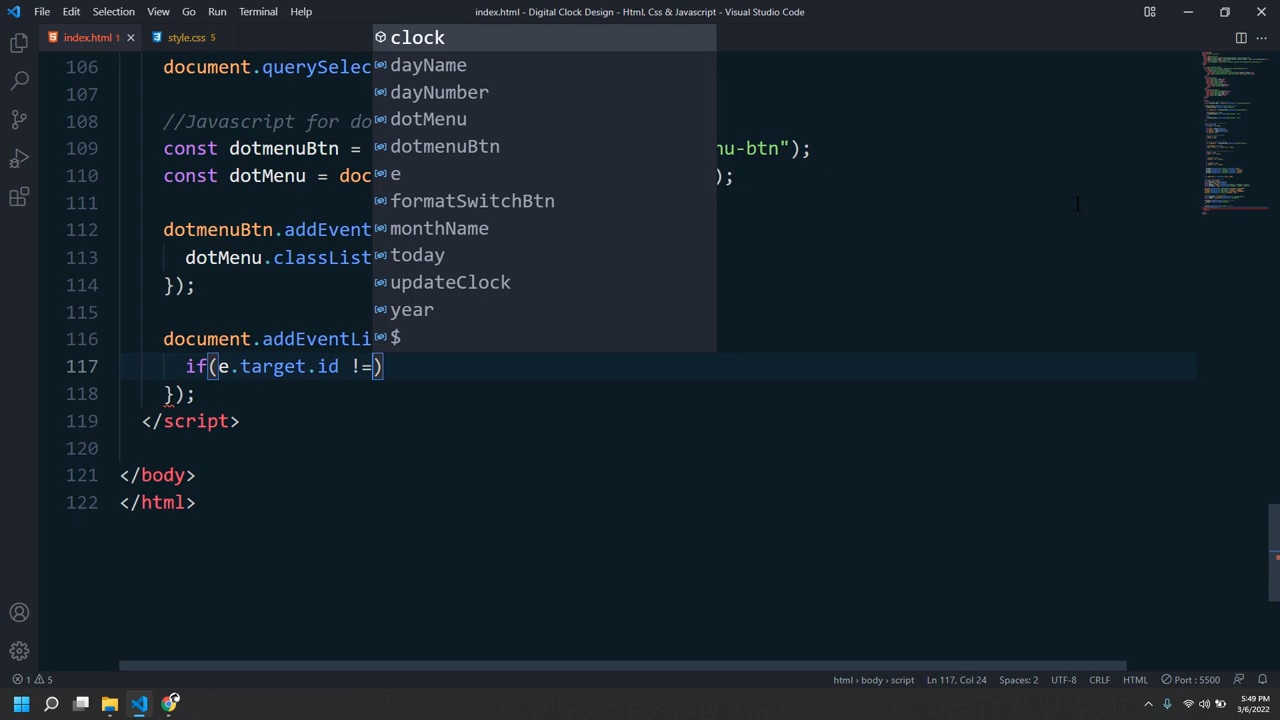 File Edit Selection View Go Run Terminal Help index.html - Digital Clock Design - Html, Css & Javascript - Visual Studio Code
index.html 1 style.css 5
clock
106 document.querySelec dayName
107 dayNumber
108 //Javascript for do dotMenu
109 const dotmenuBtn = dotmenuBtn nu-btn");
110 const dotMenu = doc e );
111 formatSwitchBtn
112 dotmenuBtn.addEvent monthName
113 dotMenu.classList today
114 }); updateClock
115 year
116 document.addEventLi $
117 if(e.target.id !=)
118 });
119 </script>
120
121 </body>
122 </html>
1 5 html › body › script Ln 117, Col 24 Spaces: 2 UTF-8 CRLF HTML Port : 5500
5:49 PM
3/6/2022